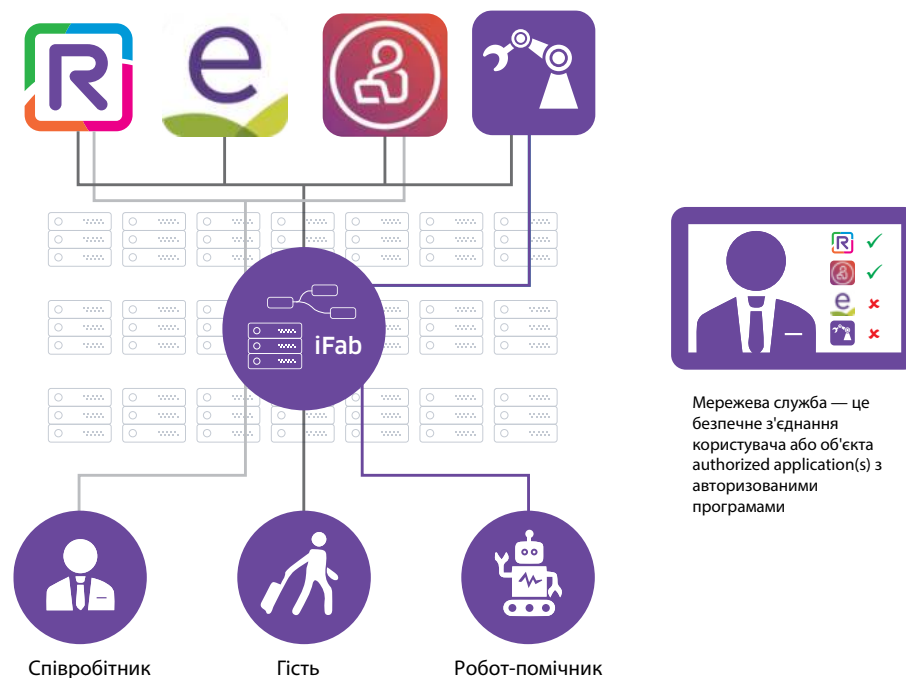 R
e
iFab
R
e
Мережева служба — це
безпечне з'єднання
користувача або об'єкта
authorized application(s) з
авторизованими
програмами
Співробітник
Гість
Робот-помічник